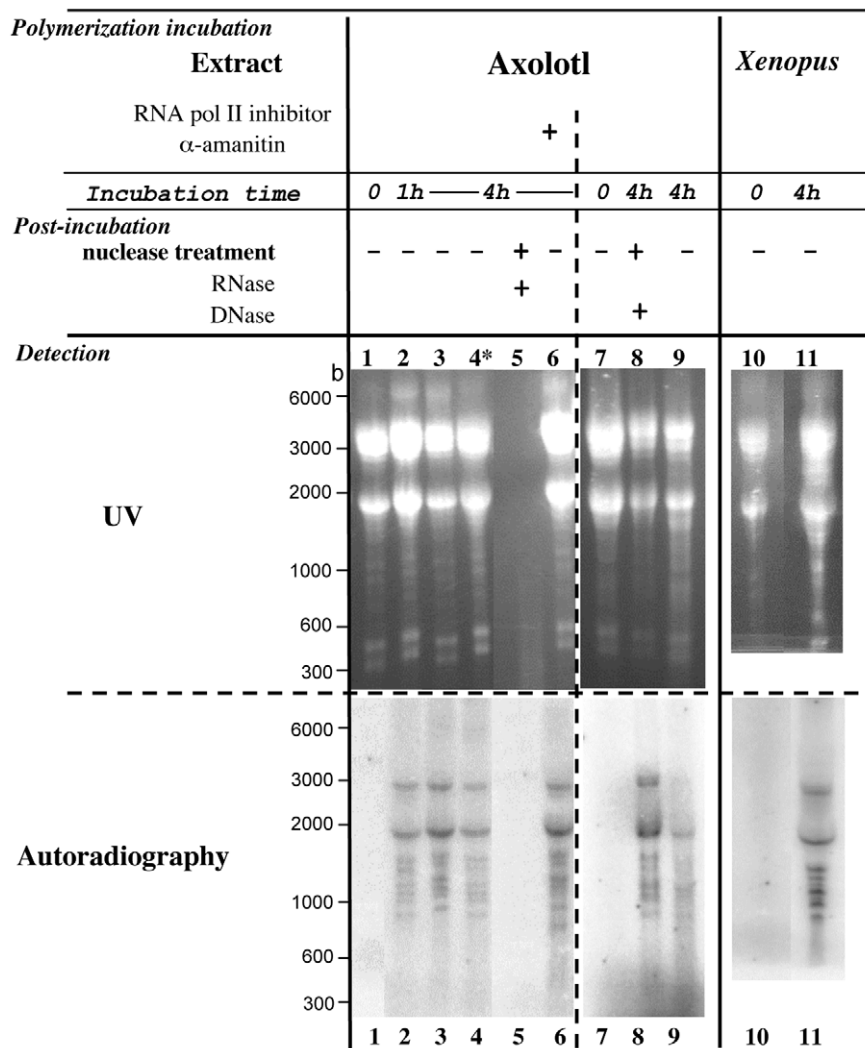 Polymerization incubation
Extract Axolotl Xenopus
RNA pol II inhibitor
α-amanitin +
Incubation time 0 1h 4h 0 4h 4h 0 4h
Post-incubation
nuclease treatment – – – – + – – + – – –
RNase +
DNase +
Detection 1 2 3 4* 5 6 7 8 9 10 11
b
6000
3000
2000
UV
1000
600
300
6000
3000
2000
Autoradiography
1000
600
300
1 2 3 4 5 6 7 8 9 10 11